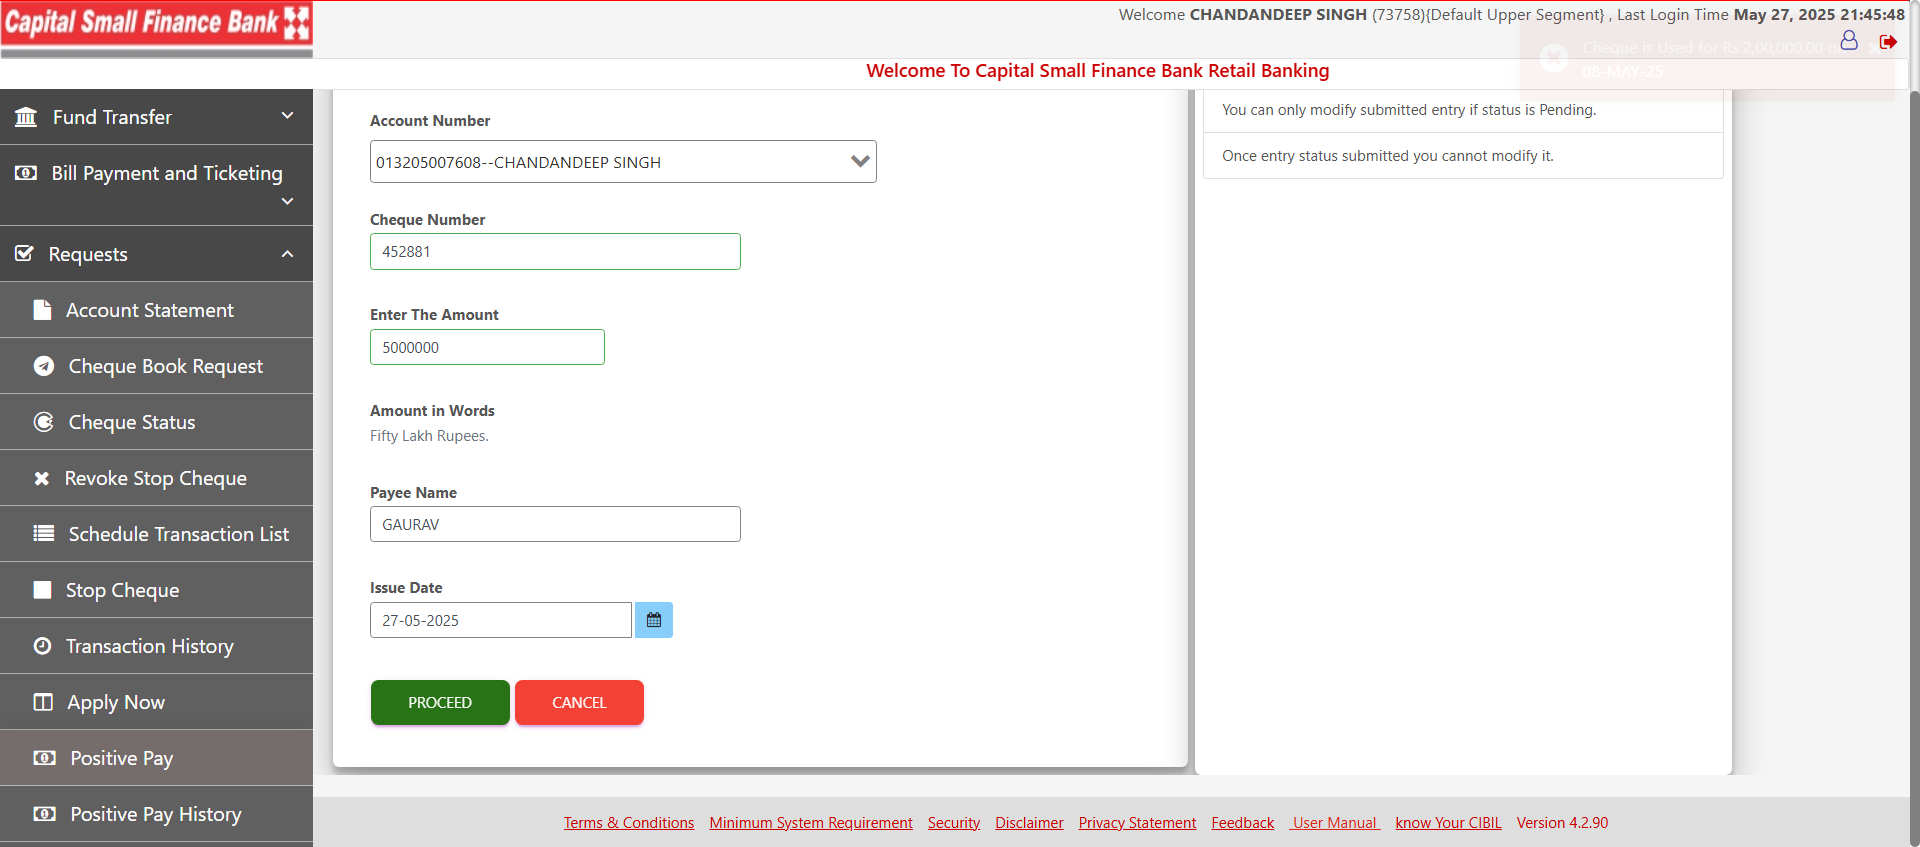 Capital Small Finance Bank
Welcome CHANDANDEEP SINGH (73758){Default Upper Segment} , Last Login Time May 27, 2025 21:45:48
Cheque is Used for Rs.2,00,000.00 on
08-MAY-25
Welcome To Capital Small Finance Bank Retail Banking
Fund Transfer
Bill Payment and Ticketing
Requests
Account Statement
Cheque Book Request
Cheque Status
Revoke Stop Cheque
Schedule Transaction List
Stop Cheque
Transaction History
Apply Now
Positive Pay
Positive Pay History
Account Number
013205007608--CHANDANDEEP SINGH
Cheque Number
452881
Enter The Amount
5000000
Amount in Words
Fifty Lakh Rupees.
Payee Name
GAURAV
Issue Date
27-05-2025
PROCEED CANCEL
You can only modify submitted entry if status is Pending.
Once entry status submitted you cannot modify it.
Terms & Conditions Minimum System Requirement Security Disclaimer Privacy Statement Feedback User Manual know Your CIBIL Version 4.2.90